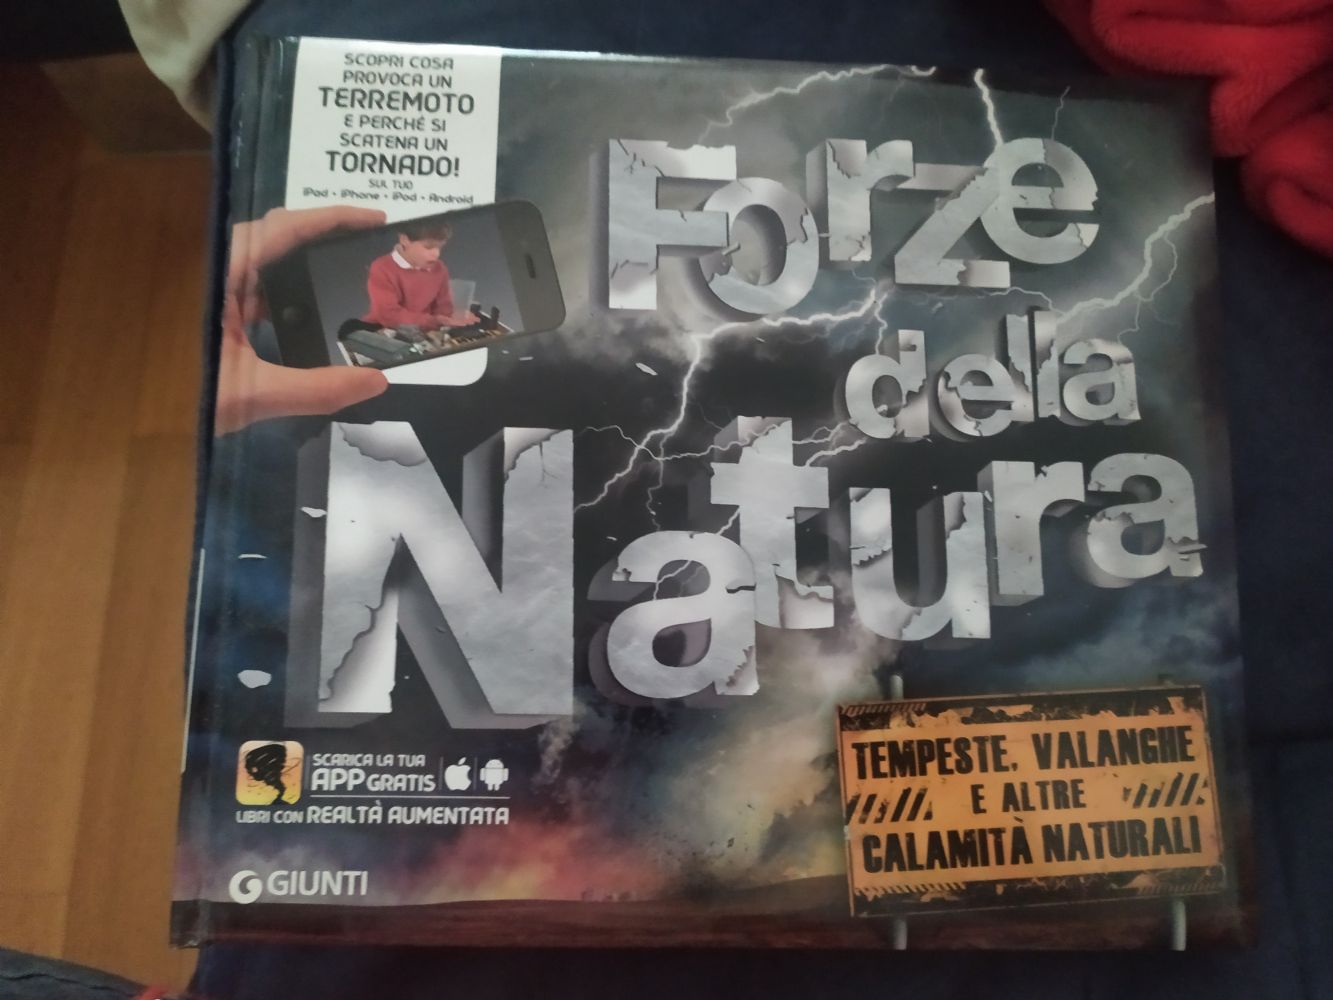 SCOPRI COSA
PROVOCA UN
TERREMOTO
E PERCHÉ SI
SCATENA UN
TORNADO!
SUL TUO
iPad • iPhone • iPod • Android
Forze
della
Natura
SCARICA LA TUA
APP GRATIS
LIBRI CON REALTÀ AUMENTATA
GIUNTI
TEMPESTE, VALANGHE
E ALTRE
CALAMITÀ NATURALI